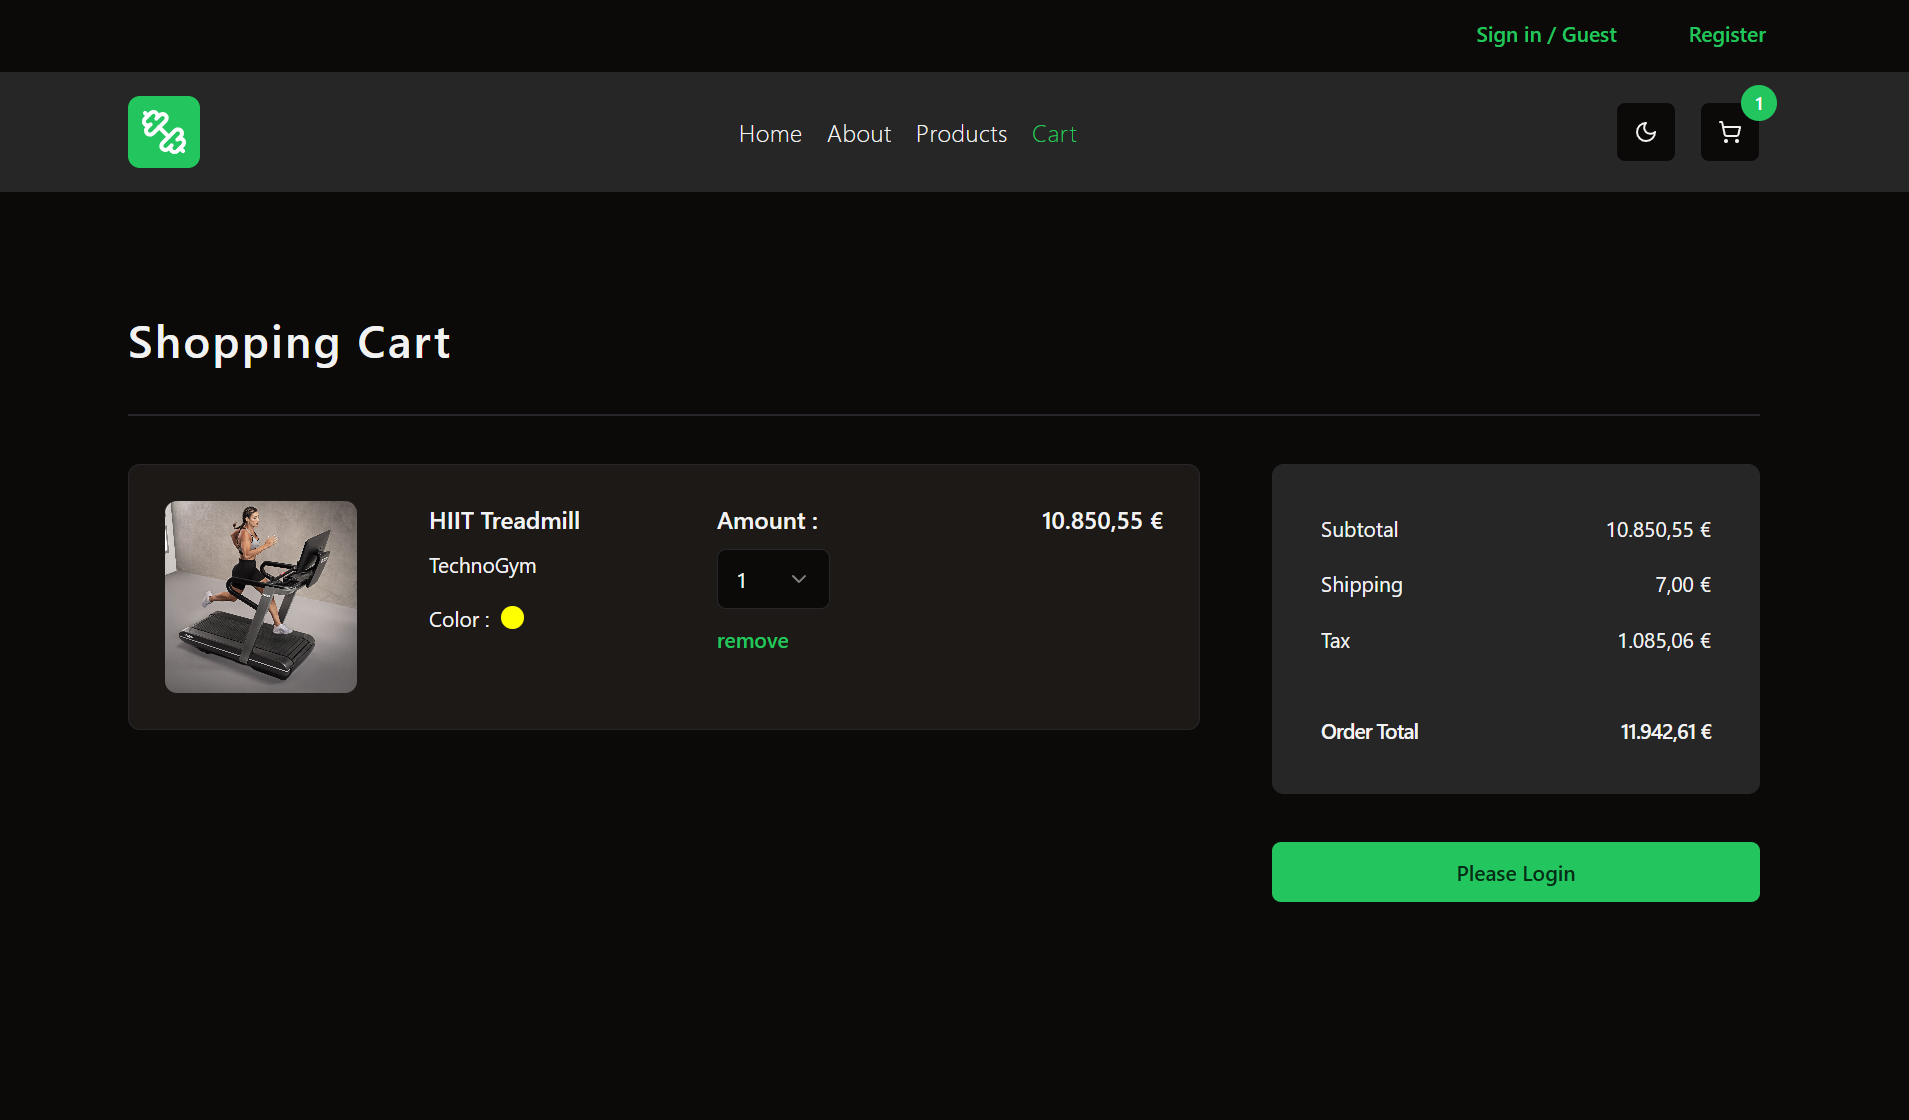 Sign in / Guest
Register
Home
About
Products
Cart
1
Shopping Cart
HIIT Treadmill
TechnoGym
Color :
Amount :
1
remove
10.850,55 €
Subtotal 10.850,55 €
Shipping 7,00 €
Tax 1.085,06 €
Order Total 11.942,61 €
Please Login